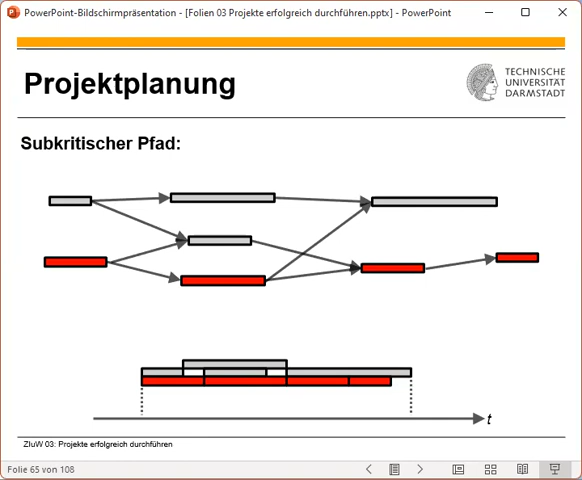 PowerPoint-Bildschirmpräsentation - [Folien 03 Projekte erfolgreich durchführen.pptx] - PowerPoint
Projektplanung
TECHNISCHE
UNIVERSITÄT
DARMSTADT
Subkritischer Pfad:
t
ZIuW 03: Projekte erfolgreich durchführen
Folie 65 von 108